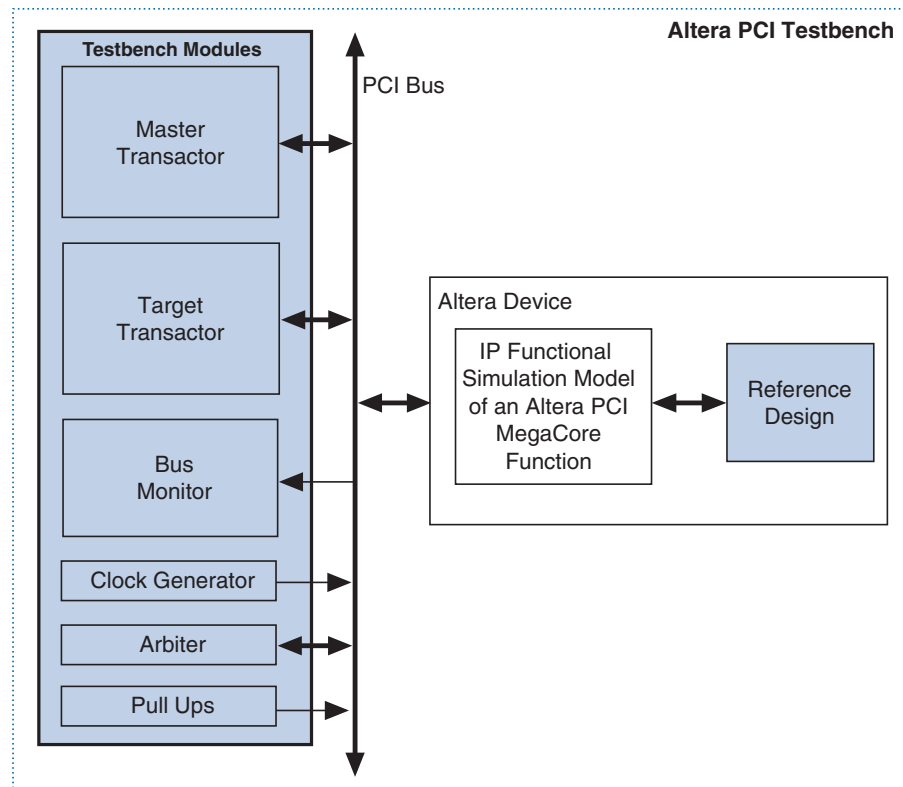 Altera PCI Testbench
Testbench Modules
PCI Bus
Master
Transactor
Target
Transactor
Bus
Monitor
Clock Generator
Arbiter
Pull Ups
Altera Device
IP Functional
Simulation Model
of an Altera PCI
MegaCore
Function
Reference
Design